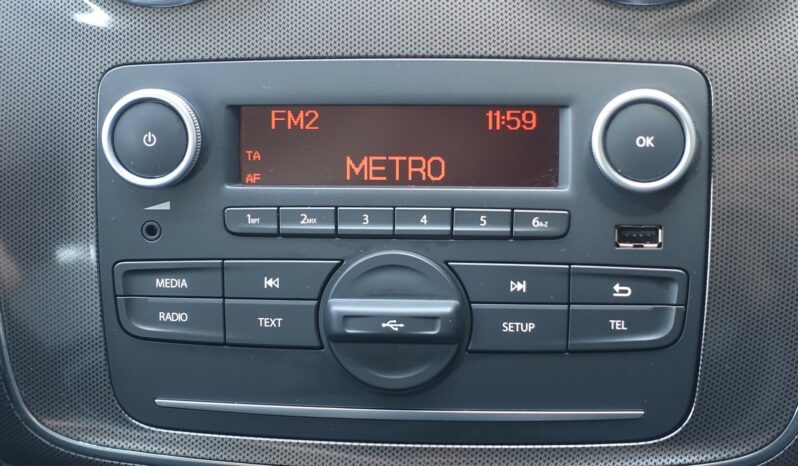 FM2 11:59
TA
METRO
AF
OK
1RPT 2MIX 3 4 5 6A-Z
MEDIA
RADIO TEXT SETUP TEL